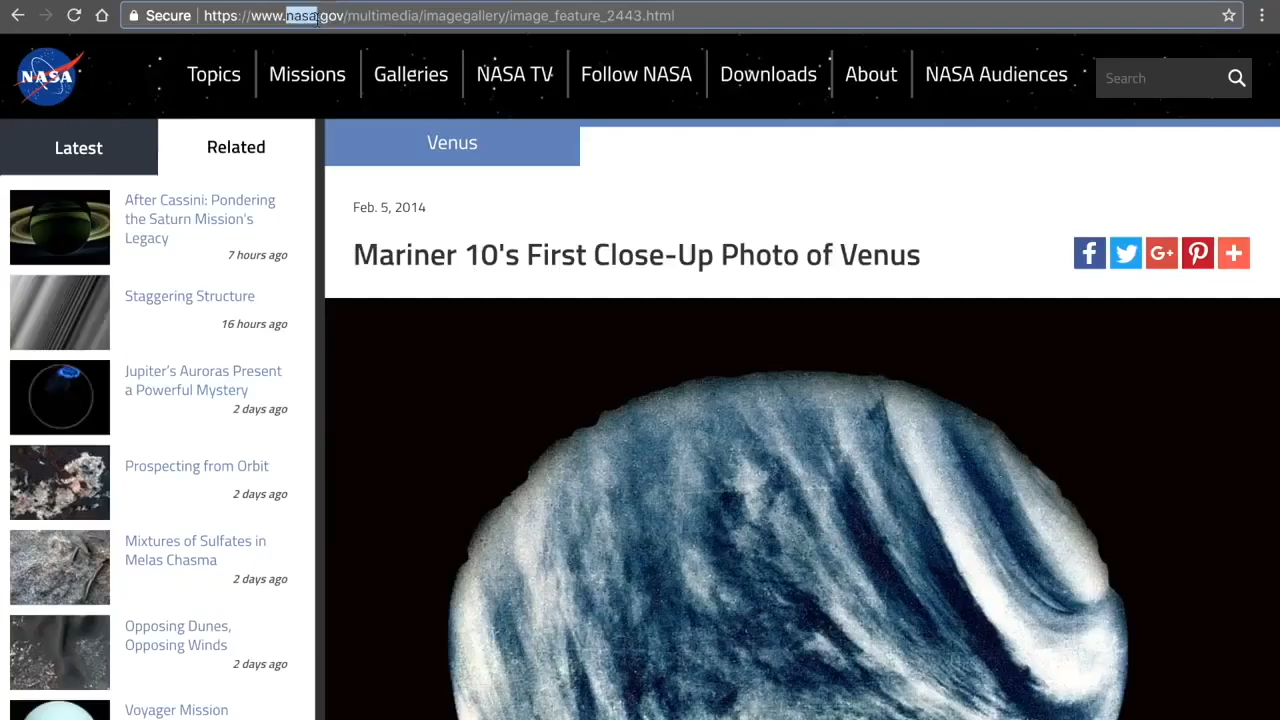 Secure https://www.nasa.gov/multimedia/imagegallery/image_feature_2443.html
NASA Topics Missions Galleries NASA TV Follow NASA Downloads About NASA Audiences Search
Latest Related
After Cassini: Pondering
the Saturn Mission's
Legacy
7 hours ago
Staggering Structure
16 hours ago
Jupiter's Auroras Present
a Powerful Mystery
2 days ago
Prospecting from Orbit
2 days ago
Mixtures of Sulfates in
Melas Chasma
2 days ago
Opposing Dunes,
Opposing Winds
2 days ago
Voyager Mission
Venus
Feb. 5, 2014
Mariner 10's First Close-Up Photo of Venus
f G+ +